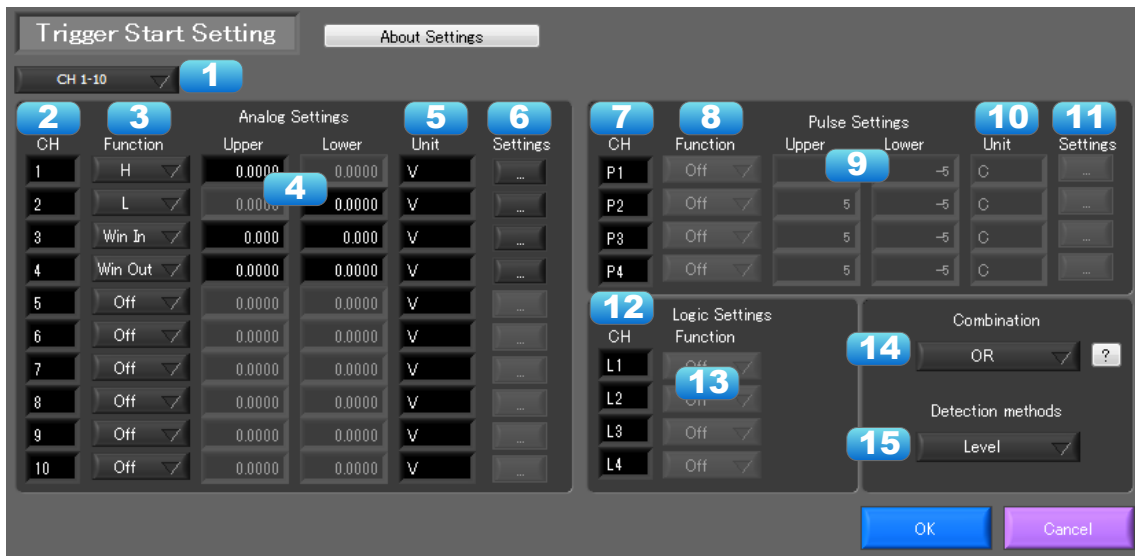 Trigger Start Setting
About Settings
CH 1-10
1
2 3 Analog Settings 5 6
CH Function Upper Lower Unit Settings
1 H 0.0000 0.0000 V ...
4
2 L 0.0000 0.0000 V ...
3 Win In 0.000 0.000 V ...
4 Win Out 0.0000 0.0000 V ...
5 Off 0.0000 0.0000 V ...
6 Off 0.0000 0.0000 V ...
7 Off 0.0000 0.0000 V ...
8 Off 0.0000 0.0000 V ...
9 Off 0.0000 0.0000 V ...
10 Off 0.0000 0.0000 V ...
7 8 Pulse Settings 10 11
CH Function Upper Lower Unit Settings
9
P1 Off -5 C ...
P2 Off 5 -5 C ...
P3 Off 5 -5 C ...
P4 Off 5 -5 C ...
12 Logic Settings
CH Function
L1 Off
13
L2 Off
L3 Off
L4 Off
Combination
14 OR ?
Detection methods
15 Level
OK Cancel